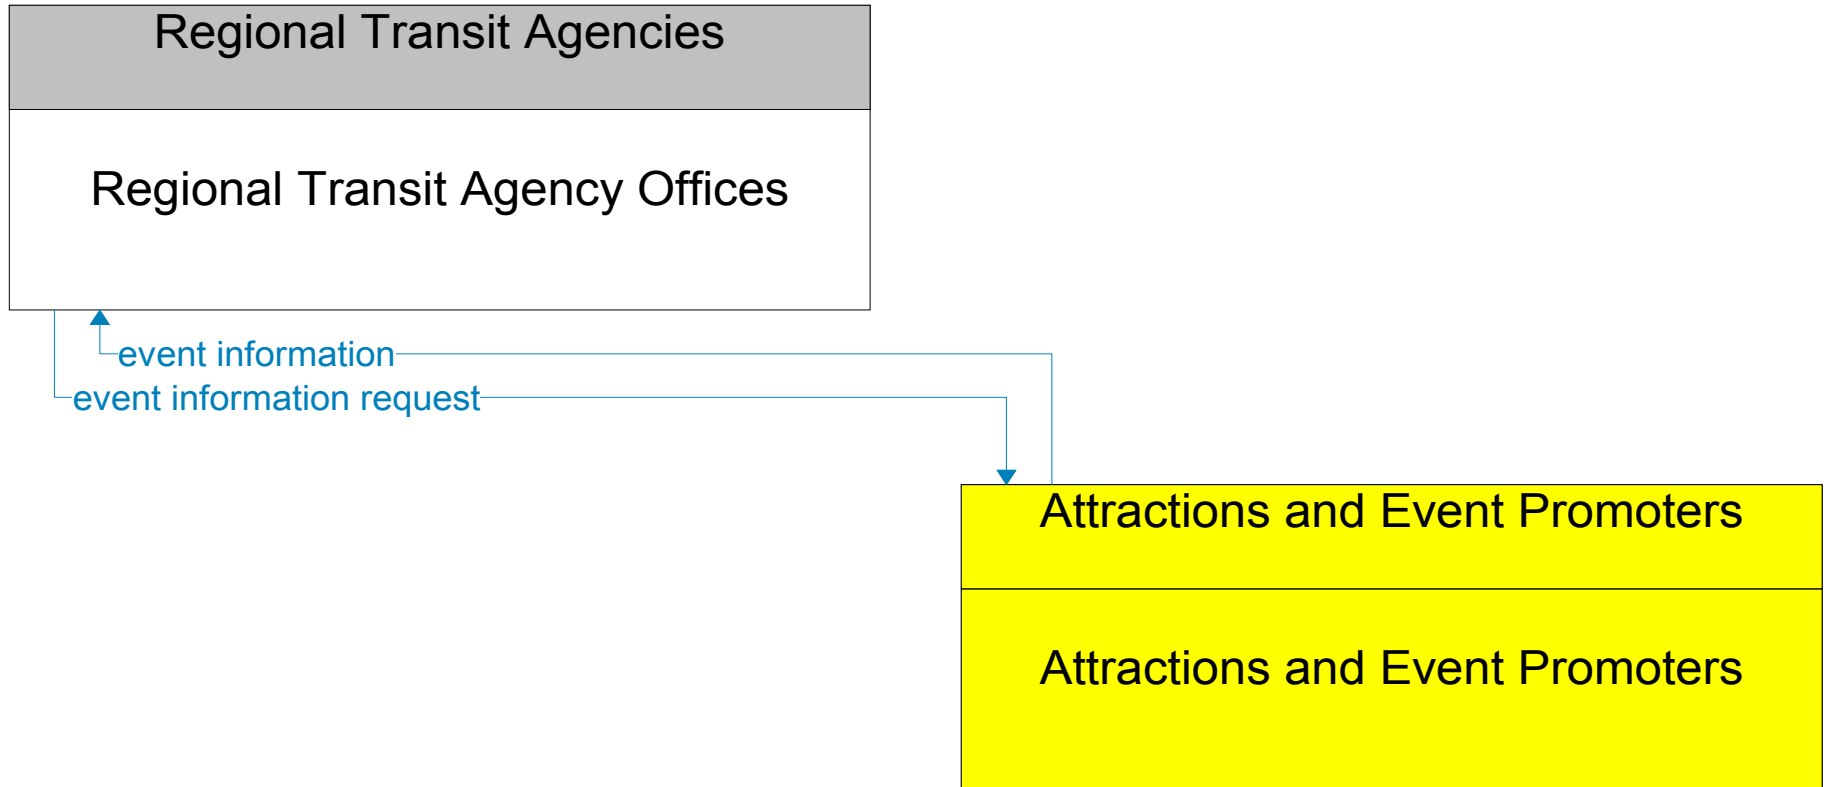 Regional Transit Agencies
Regional Transit Agency Offices
event information
event information request
Attractions and Event Promoters
Attractions and Event Promoters